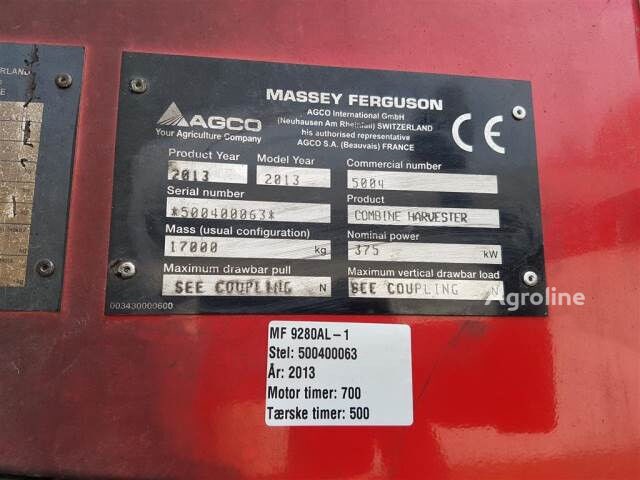 ERLAND
E
MASSEY FERGUSON
AGCO International GmbH
(Neuhausen Am Rheinfall) SWITZERLAND
his authorised representative
AGCO S.A. (Beauvais) FRANCE
CE
AGCO
Your Agriculture Company
Product Year
Model Year
Commercial number
2013
2013
5004
Serial number
Product
*500400063*
COMBINE HARVESTER
Mass (usual configuration)
Nominal power
17000 kg
375 kW
Maximum drawbar pull
Maximum vertical drawbar load
SEE COUPLING N
SEE COUPLING N
003430000600
Agroline
MF 9280AL-1
Stel: 500400063
År: 2013
Motor timer: 700
Tærske timer: 500